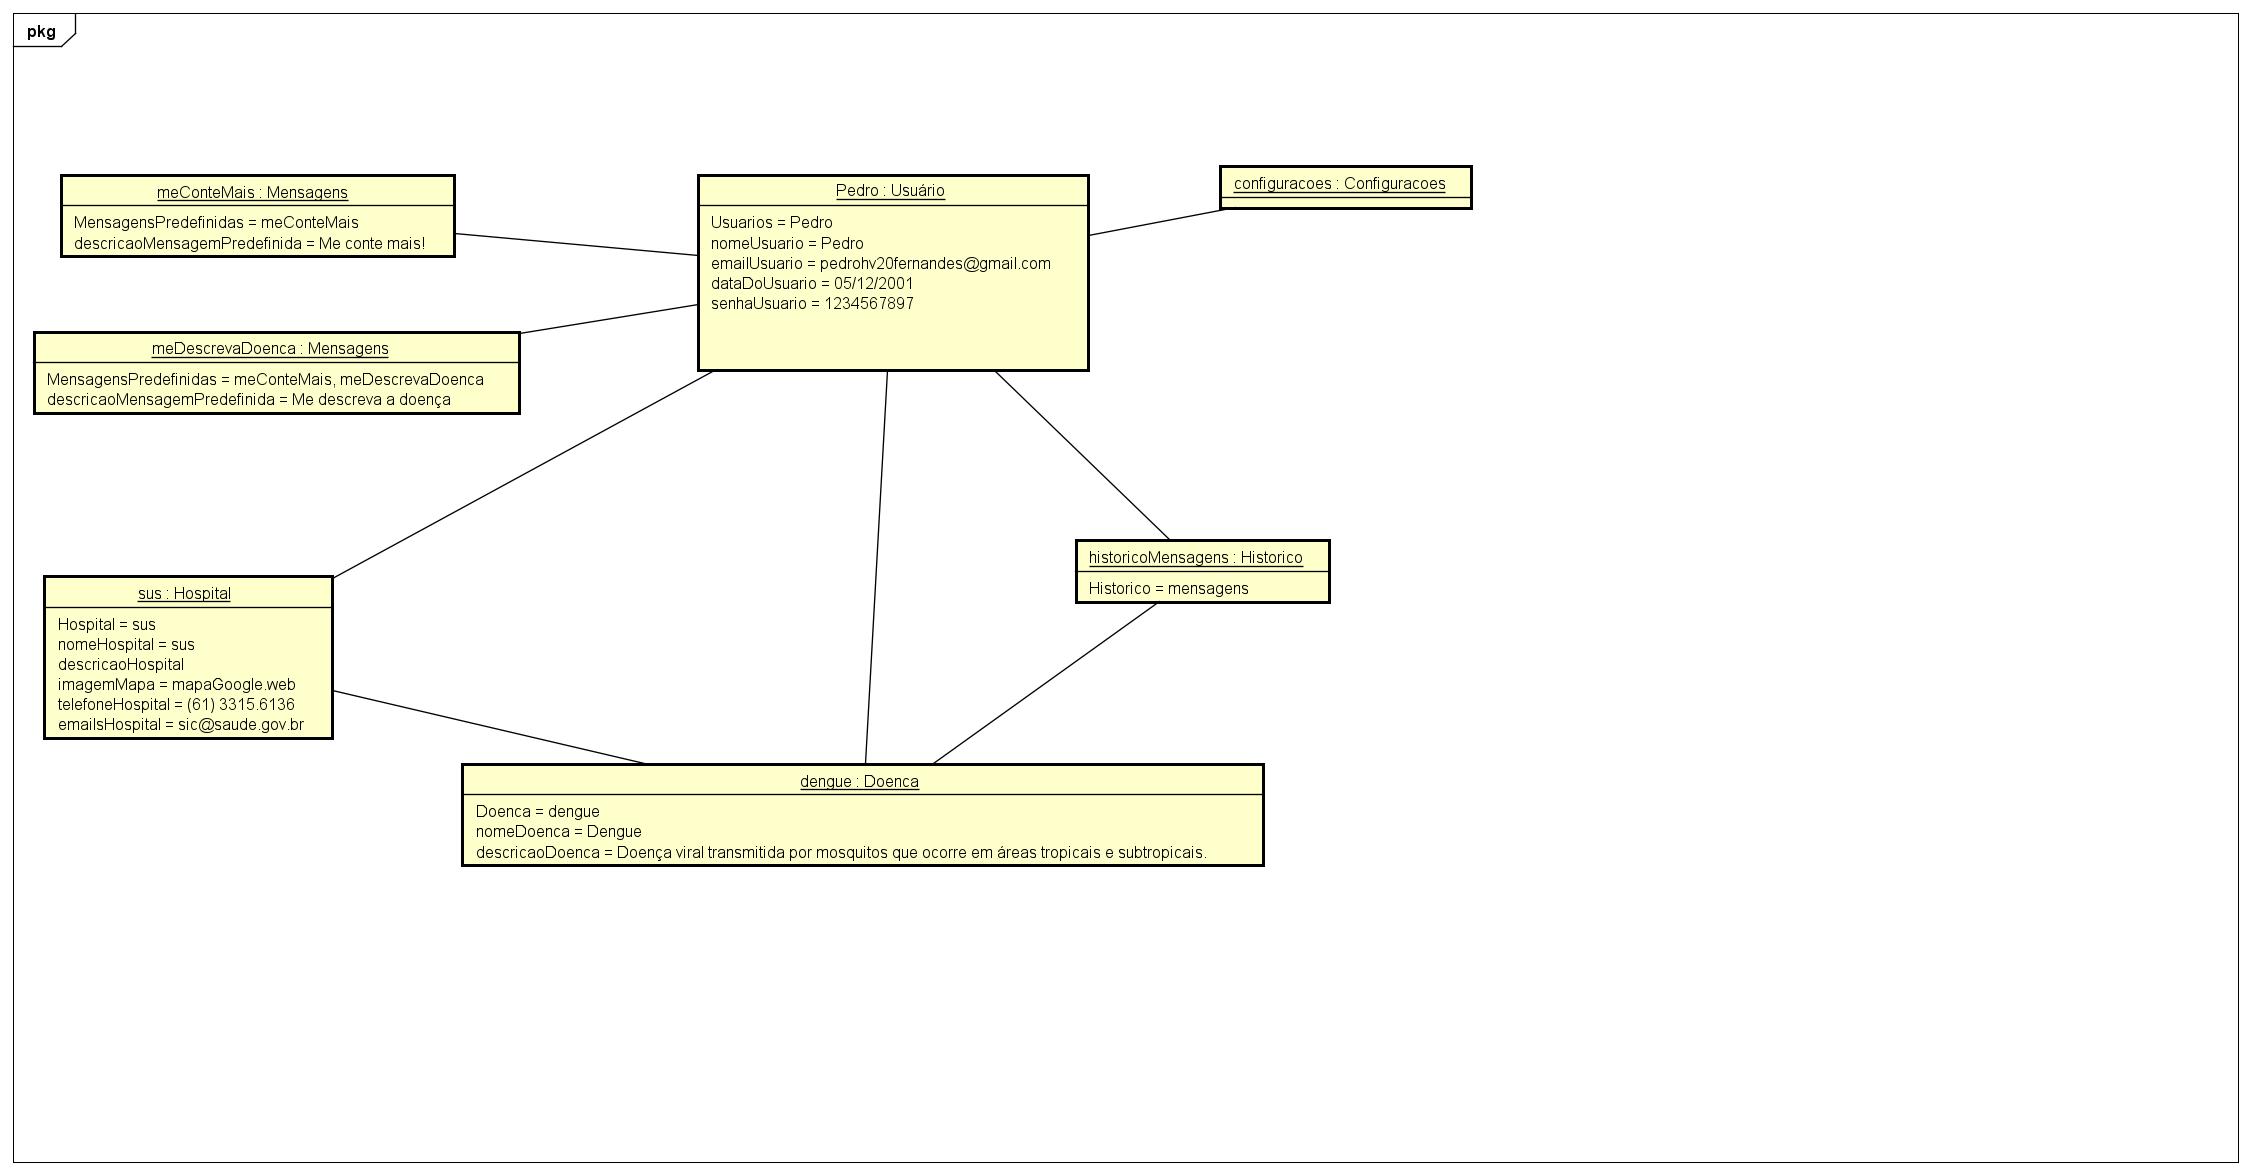 pkg
meConteMais : Mensagens
MensagensPredefinidas = meConteMais
descricaoMensagemPredefinida = Me conte mais!
Pedro : Usuário
Usuarios = Pedro
nomeUsuario = Pedro
emailUsuario = pedrohv20fernandes@gmail.com
dataDoUsuario = 05/12/2001
senhaUsuario = 1234567897
configuracoes : Configuracoes
meDescrevaDoenca : Mensagens
MensagensPredefinidas = meConteMais, meDescrevaDoenca
descricaoMensagemPredefinida = Me descreva a doença
historicoMensagens : Historico
Historico = mensagens
sus : Hospital
Hospital = sus
nomeHospital = sus
descricaoHospital
imagemMapa = mapaGoogle.web
telefoneHospital = (61) 3315.6136
emailsHospital = sic@saude.gov.br
dengue : Doenca
Doenca = dengue
nomeDoenca = Dengue
descricaoDoenca = Doença viral transmitida por mosquitos que ocorre em áreas tropicais e subtropicais.